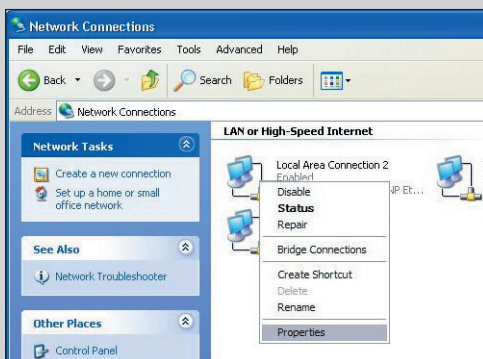 Network Connections
File Edit View Favorites Tools Advanced Help
Back Search Folders
Address Network Connections
Network Tasks
Create a new connection
Set up a home or small
office network
See Also
Network Troubleshooter
Other Places
Control Panel
LAN or High-Speed Internet
Local Area Connection 2
Enabled
NP Et...
Disable
Status
Repair
Bridge Connections
Create Shortcut
Delete
Rename
Properties